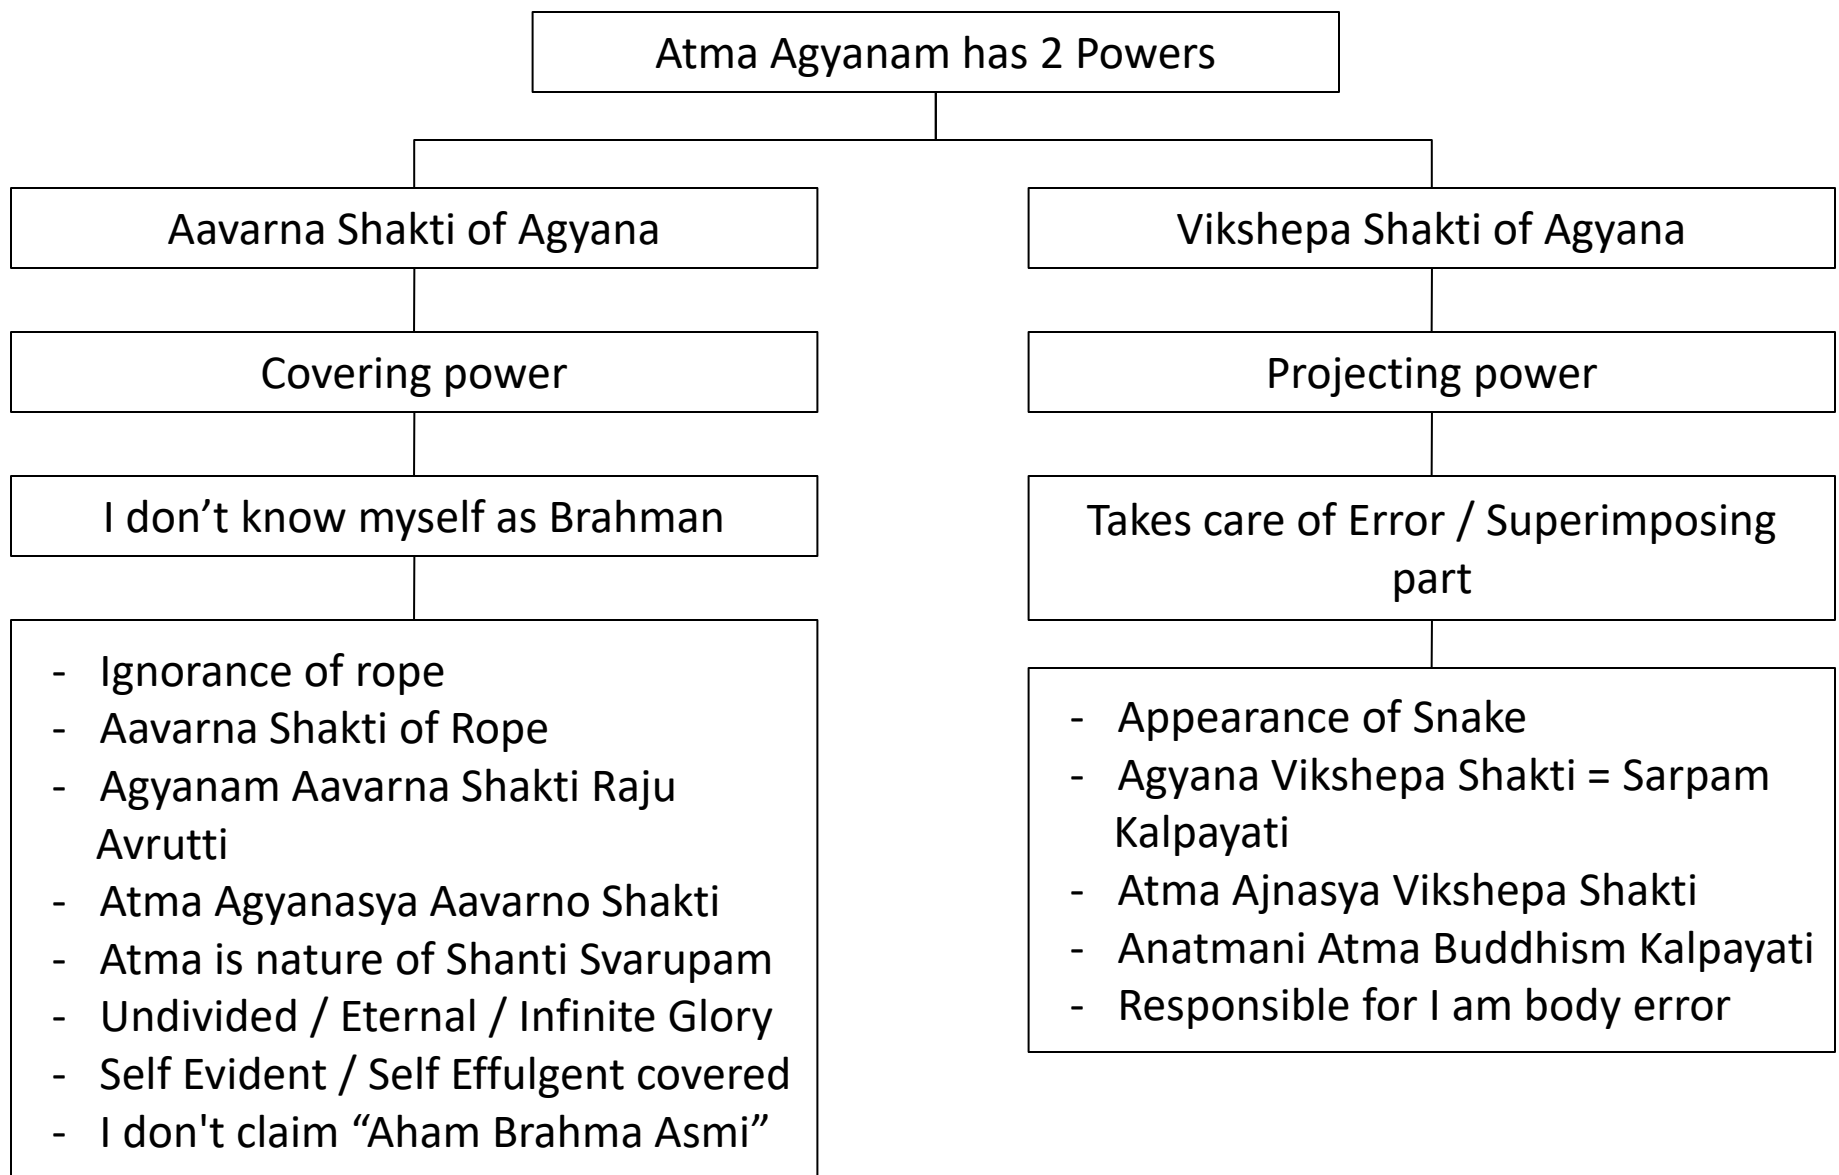 Atma Agyanam has 2 Powers
Aavarna Shakti of Agyana
Covering power
I don’t know myself as Brahman
- Ignorance of rope
- Aavarna Shakti of Rope
- Agyanam Aavarna Shakti Raju
Avrutti
- Atma Agyanasya Aavarno Shakti
- Atma is nature of Shanti Svarupam
- Undivided / Eternal / Infinite Glory
- Self Evident / Self Effulgent covered
- I don't claim “Aham Brahma Asmi”
Vikshepa Shakti of Agyana
Projecting power
Takes care of Error / Superimposing
part
- Appearance of Snake
- Agyana Vikshepa Shakti = Sarpam
Kalpayati
- Atma Ajnasya Vikshepa Shakti
- Anatmani Atma Buddhism Kalpayati
- Responsible for I am body error